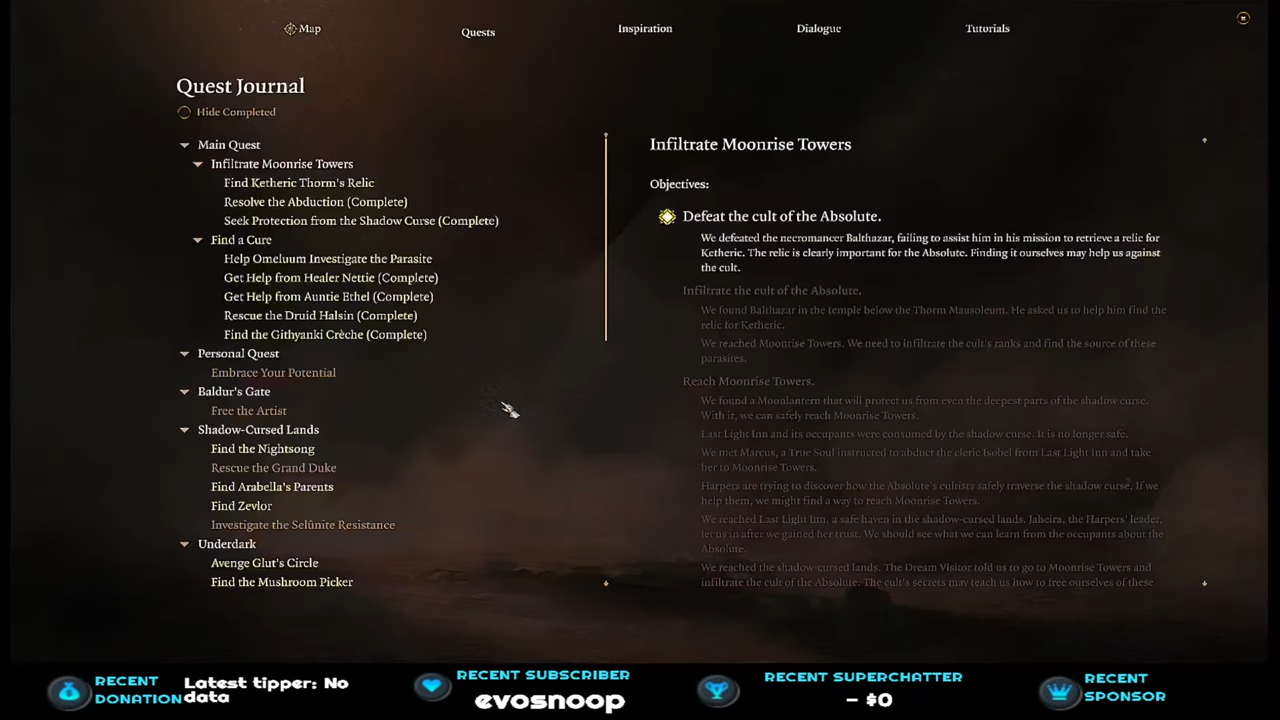 Map
Quests
Inspiration
Dialogue
Tutorials
Quest Journal
Hide Completed
Main Quest
Infiltrate Moonrise Towers
Find Ketheric Thorm's Relic
Resolve the Abduction (Complete)
Seek Protection from the Shadow Curse (Complete)
Find a Cure
Help Omeluum Investigate the Parasite
Get Help from Healer Nettie (Complete)
Get Help from Auntie Ethel (Complete)
Rescue the Druid Halsin (Complete)
Find the Githyanki Crèche (Complete)
Personal Quest
Embrace Your Potential
Baldur's Gate
Free the Artist
Shadow-Cursed Lands
Find the Nightsong
Rescue the Grand Duke
Find Arabella's Parents
Find Zevlor
Investigate the Selûnite Resistance
Underdark
Avenge Glut's Circle
Find the Mushroom Picker
Infiltrate Moonrise Towers
Objectives:
Defeat the cult of the Absolute.
We defeated the necromancer Balthazar, failing to assist him in his mission to retrieve a relic for
Ketheric. The relic is clearly important for the Absolute. Finding it ourselves may help us against
the cult.
Infiltrate the cult of the Absolute.
We found Balthazar in the temple below the Thorm Mausoleum. He asked us to help him find the
relic for Ketheric.
We reached Moonrise Towers. We need to infiltrate the cult's ranks and find the source of these
parasites.
Reach Moonrise Towers.
We found a Moonlantern that will protect us from even the deepest parts of the shadow curse.
With it, we can safely reach Moonrise Towers.
Last Light Inn and its occupants were consumed by the shadow curse. It is no longer safe.
We met Marcus, a True Soul instructed to abduct the cleric Isobel from Last Light Inn and take
her to Moonrise Towers.
Harpers are trying to discover how the Absolute's cultists safely traverse the shadow curse. If we
help them, we might find a way to reach Moonrise Towers.
We reached Last Light Inn, a safe haven in the shadow-cursed lands. Jaheira, the Harpers' leader,
let us in after we gained her trust. We should see what we can learn from the occupants about the
Absolute.
We reached the shadow-cursed lands. The Dream Visitor told us to go to Moonrise Towers and
infiltrate the cult of the Absolute. The cult's secrets may teach us how to free ourselves of these
RECENT
DONATION
Latest tipper: No
data
RECENT SUBSCRIBER
evosnoop
RECENT SUPERCHATTER
- $0
RECENT
SPONSOR